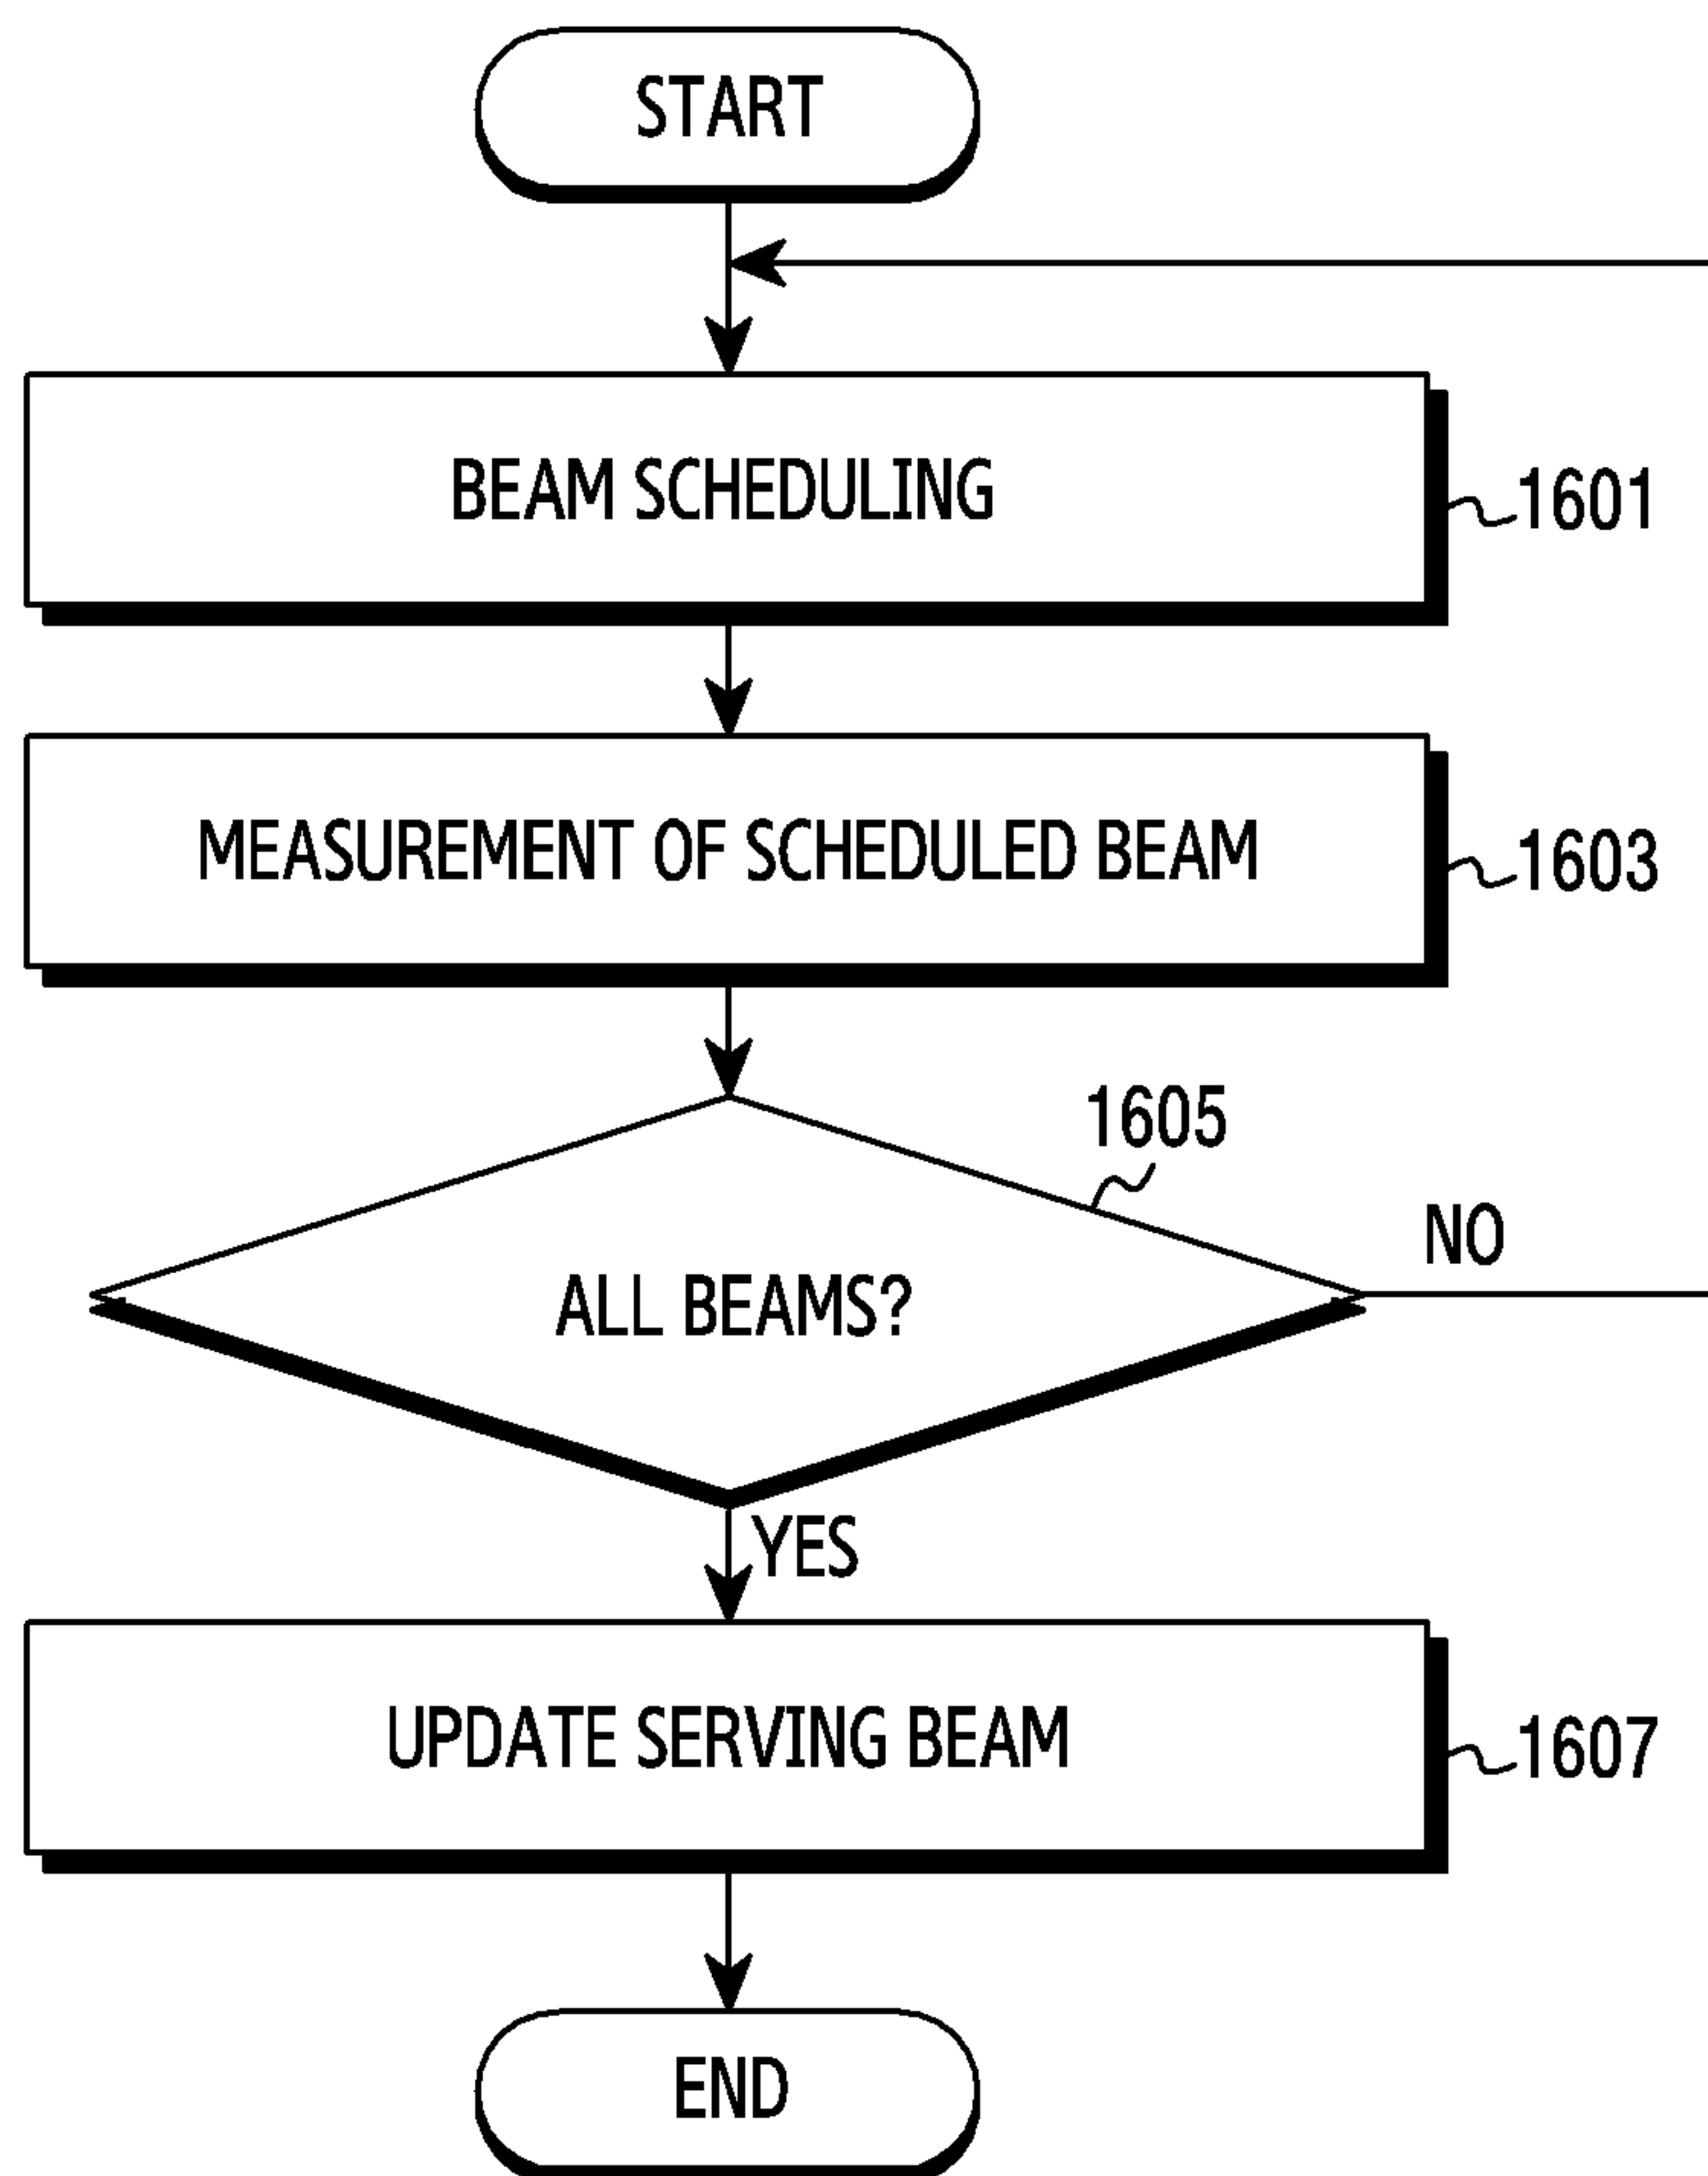 START
BEAM SCHEDULING
1601
MEASUREMENT OF SCHEDULED BEAM
1603
1605
ALL BEAMS?
NO
YES
UPDATE SERVING BEAM
1607
END